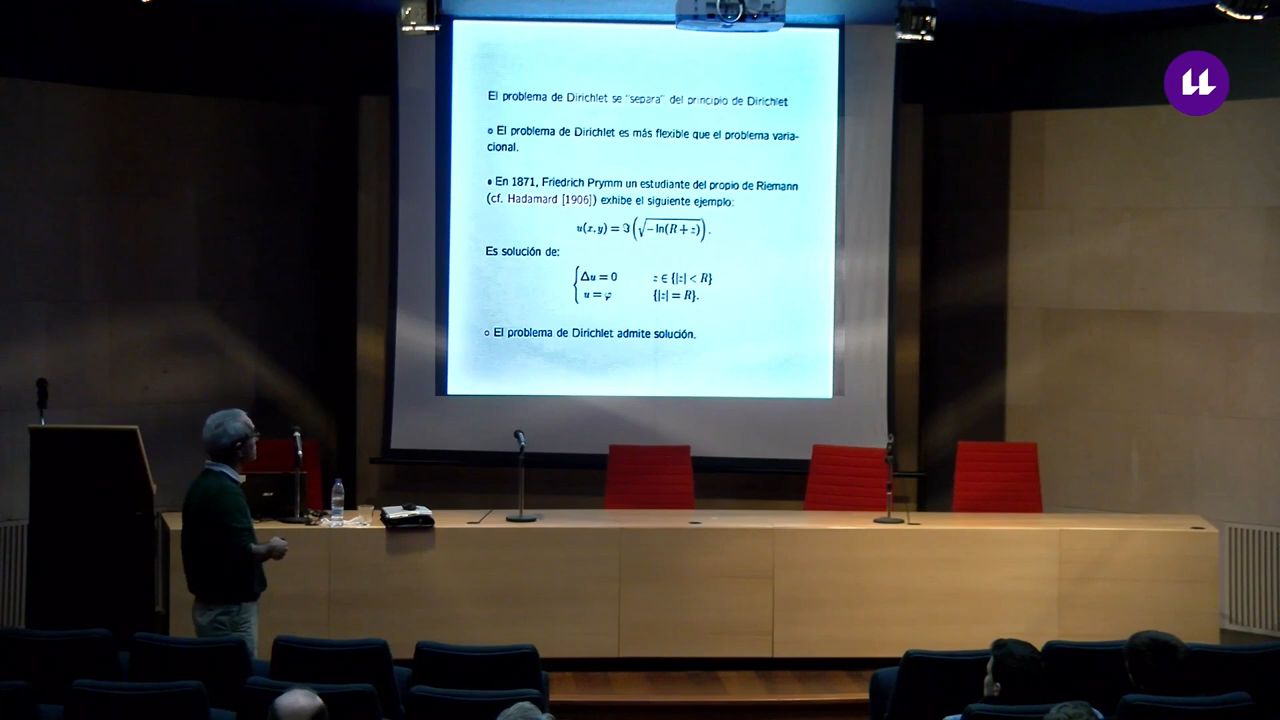 El problema de Dirichlet se "separa" del principio de Dirichlet
o El problema de Dirichlet es más flexible que el problema varia-
cional.
• En 1871, Friedrich Prymm un estudiante del propio de Riemann
(cf. Hadamard [1906]) exhibe el siguiente ejemplo:
u(x, y) = ℑ(√(−ln(R + z))).
Es solución de:
Δu = 0 z ∈ {|z| < R}
u = φ {|z| = R}.
o El problema de Dirichlet admite solución.